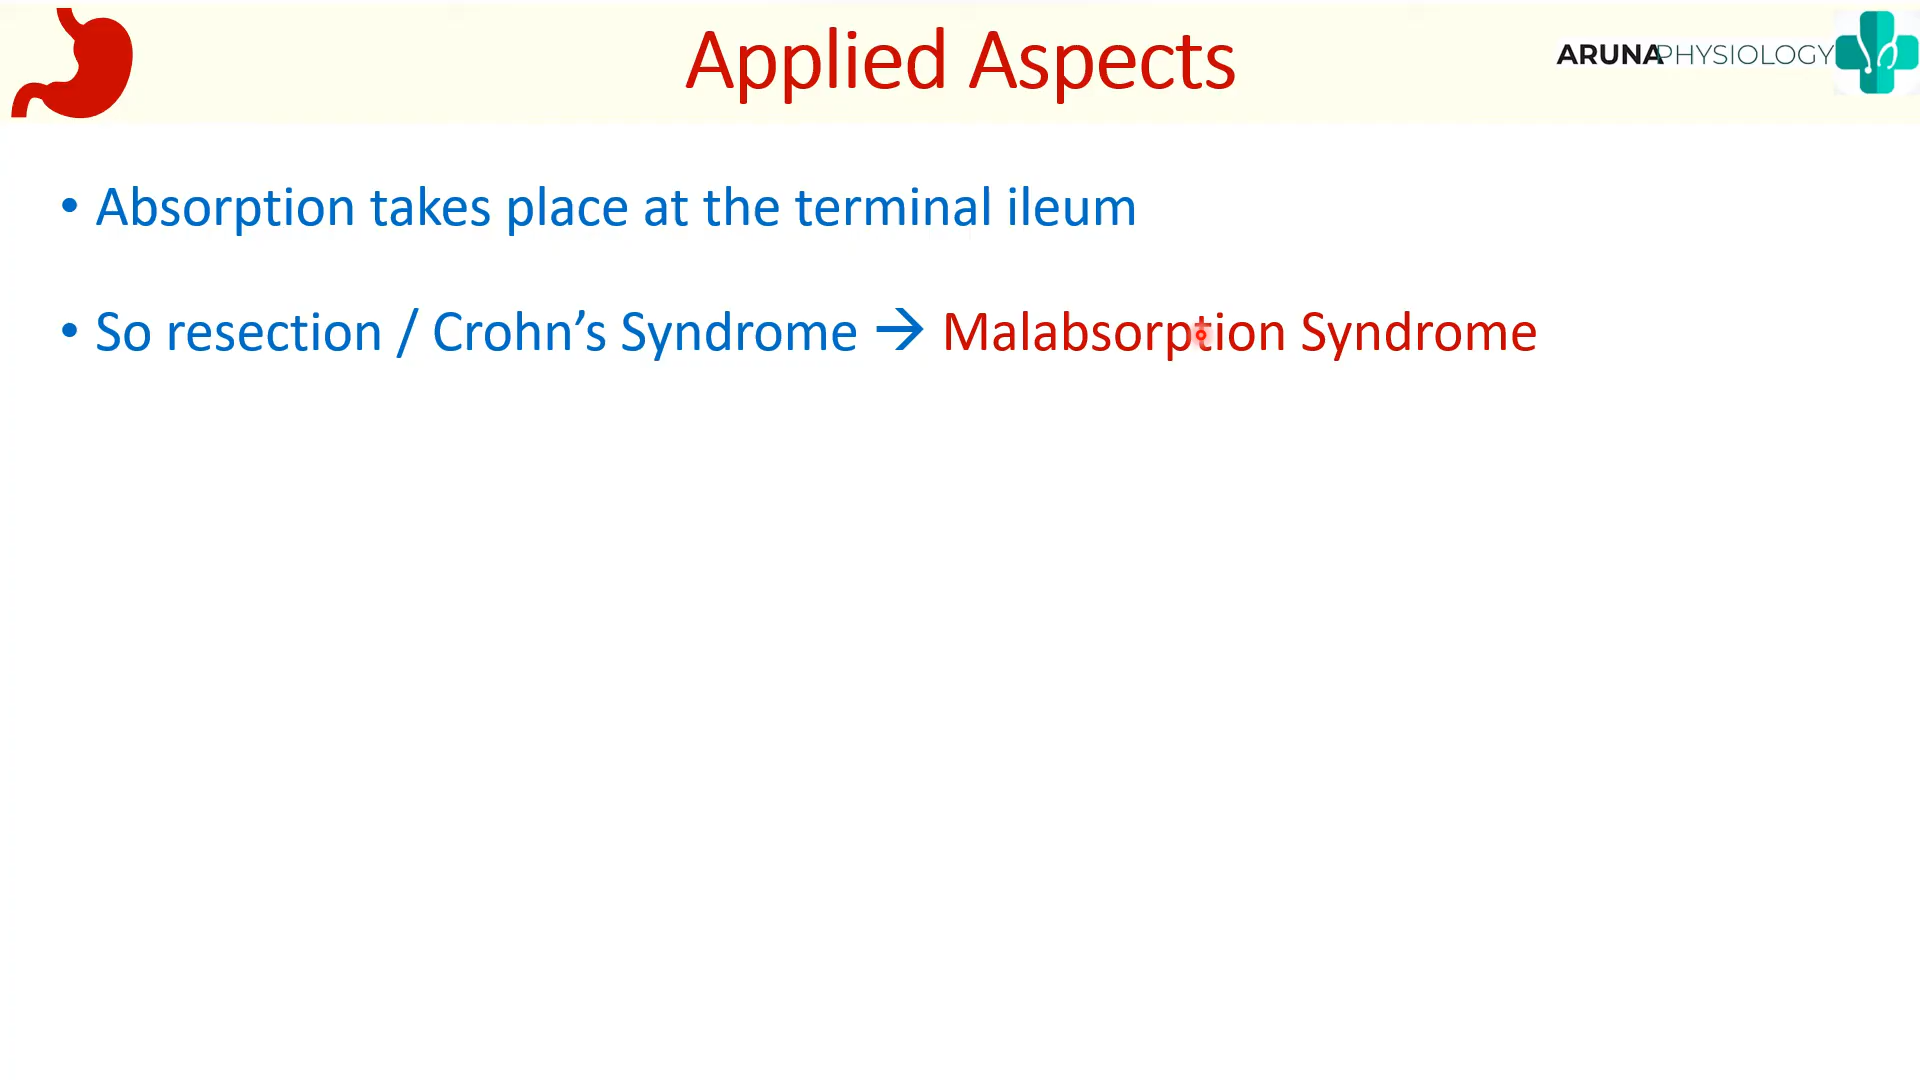 Applied Aspects
ARUNAPHYSIOLOGY
• Absorption takes place at the terminal ileum
• So resection / Crohn’s Syndrome → Malabsorption Syndrome